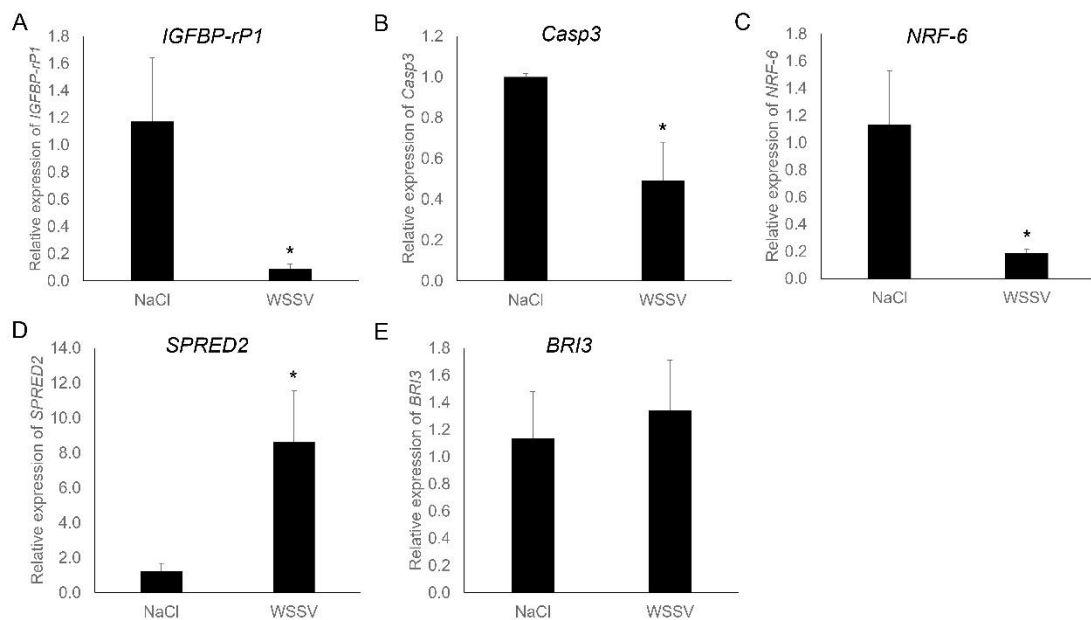 A
IGFBP-rP1
Relative expression of IGFBP-rP1
1.8
1.6
1.4
1.2
1.0
0.8
0.6
0.4
0.2
0.0
*
NaCl
WSSV
B
Casp3
Relative expression of Casp3
1.2
1.0
0.8
0.6
0.4
0.2
0.0
*
NaCl
WSSV
C
NRF-6
Relative expression of NRF-6
1.8
1.6
1.4
1.2
1.0
0.8
0.6
0.4
0.2
0.0
*
NaCl
WSSV
D
SPRED2
Relative expression of SPRED2
14.0
12.0
10.0
8.0
6.0
4.0
2.0
0.0
*
NaCl
WSSV
E
BRI3
Relative expression of BRI3
1.8
1.6
1.4
1.2
1.0
0.8
0.6
0.4
0.2
0.0
NaCl
WSSV